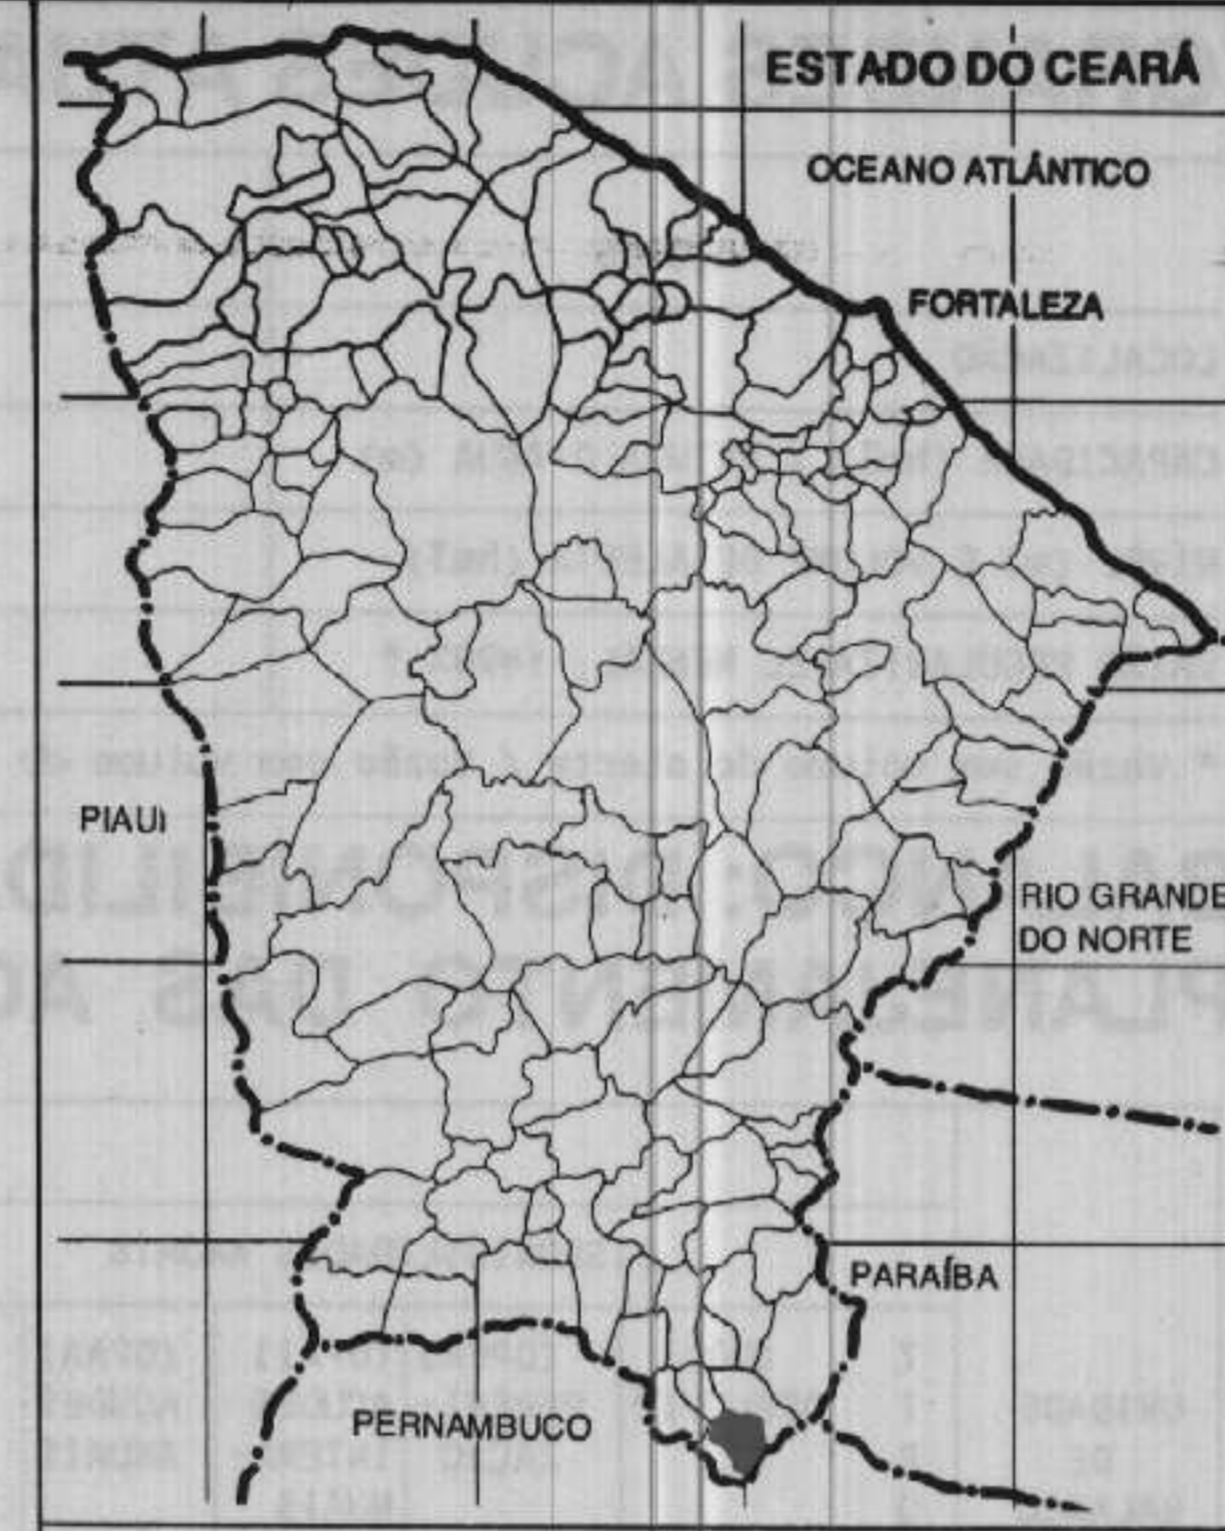 ESTADO DO CEARÁ
OCEANO ATLÂNTICO
FORTALEZA
PIAUI
RIO GRANDE
DO NORTE
PARAÍBA
PERNAMBUCO